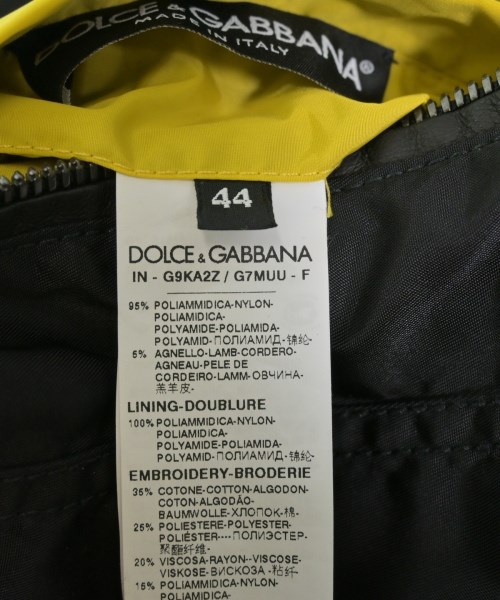 DOLCE&GABBANA®
MADE IN ITALY
44
DOLCE & GABBANA
IN - G9KA2Z / G7MUU - F
95% POLIAMMIDICA-NYLON-
POLIAMIDICA-
POLYAMIDE-POLIAMIDA-
POLYAMID-ПОЛИАМИД-锦纶-
5% AGNELLO-LAMB-CORDERO-
AGNEAU-PELE DE
CORDEIRO-LAMM-ОВЧИНА-
羔羊皮-
LINING-DOUBLURE
100% POLIAMMIDICA-NYLON-
POLIAMIDICA-
POLYAMIDE-POLIAMIDA-
POLYAMID-ПОЛИАМИД-锦纶-
EMBROIDERY-BRODERIE
35% COTONE-COTTON-ALGODON-
COTON-ALGODÃO-
BAUMWOLLE-ХЛОПОК-棉-
25% POLIESTERE-POLYESTER-
POLIÉSTER----ПОЛИЭСТЕР-
聚酯纤维-
20% VISCOSA-RAYON--VISCOSE-
VISKOSE -ВИСКОЗА -粘纤-
15% POLIAMMIDICA-NYLON-
POLIAMIDICA-